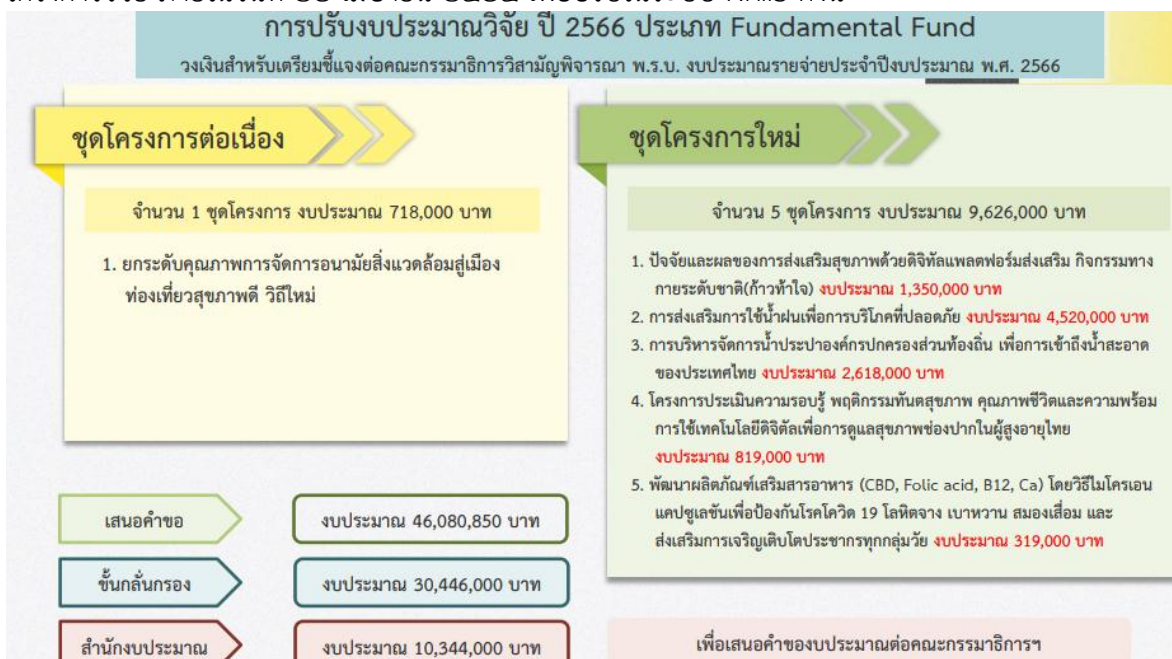 การปรับงบประมาณวิจัย ปี 2566 ประเภท Fundamental Fund
วงเงินสำหรับเตรียมชี้แจงต่อคณะกรรมาธิการวิสามัญพิจารณา พ.ร.บ. งบประมาณรายจ่ายประจำปีงบประมาณ พ.ศ. 2566
ชุดโครงการต่อเนื่อง
จำนวน 1 ชุดโครงการ งบประมาณ 718,000 บาท
1. ยกระดับคุณภาพการจัดการอนามัยสิ่งแวดล้อมสู่เมือง
ท่องเที่ยวสุขภาพดี วิถีใหม่
ชุดโครงการใหม่
จำนวน 5 ชุดโครงการ งบประมาณ 9,626,000 บาท
1. ปัจจัยและผลของการส่งเสริมสุขภาพด้วยดิจิทัลแพลตฟอร์มส่งเสริม กิจกรรมทาง
กายระดับชาติ(ก้าวท้าใจ) งบประมาณ 1,350,000 บาท
2. การส่งเสริมการใช้น้ำฝนเพื่อการบริโภคที่ปลอดภัย งบประมาณ 4,520,000 บาท
3. การบริหารจัดการน้ำประปาองค์กรปกครองส่วนท้องถิ่น เพื่อการเข้าถึงน้ำสะอาด
ของประเทศไทย งบประมาณ 2,618,000 บาท
4. โครงการประเมินความรอบรู้ พฤติกรรมทันตสุขภาพ คุณภาพชีวิตและความพร้อม
การใช้เทคโนโลยีดิจิตัลเพื่อการดูแลสุขภาพช่องปากในผู้สูงอายุไทย
งบประมาณ 819,000 บาท
5. พัฒนาผลิตภัณฑ์เสริมสารอาหาร (CBD, Folic acid, B12, Ca) โดยวิธีไมโครเอน
แคปซูเลชันเพื่อป้องกันโรคโควิด 19 โลหิตจาง เบาหวาน สมองเสื่อม และ
ส่งเสริมการเจริญเติบโตประชากรทุกกลุ่มวัย งบประมาณ 319,000 บาท
เสนอคำขอ งบประมาณ 46,080,850 บาท
ขั้นกลั่นกรอง งบประมาณ 30,446,000 บาท
สำนักงบประมาณ งบประมาณ 10,344,000 บาท
เพื่อเสนอคำของบประมาณต่อคณะกรรมาธิการฯ